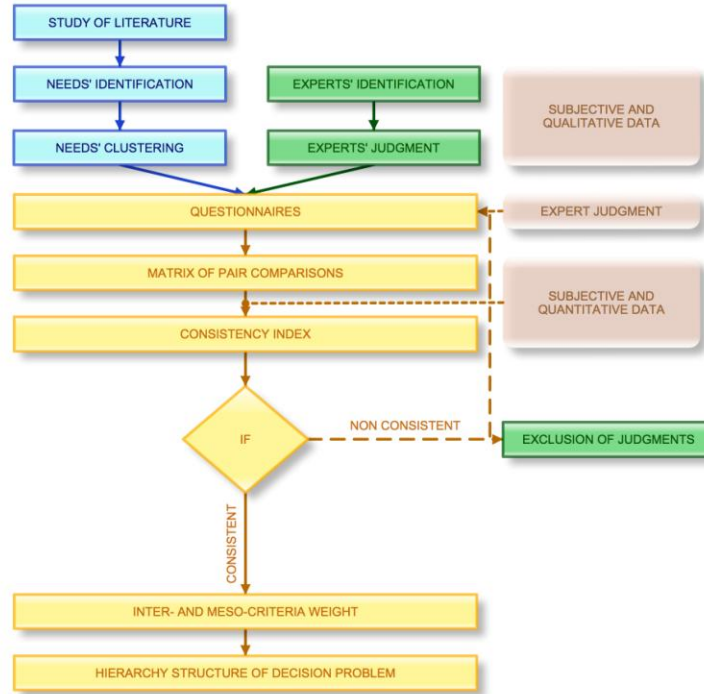 STUDY OF LITERATURE
NEEDS' IDENTIFICATION
EXPERTS' IDENTIFICATION
SUBJECTIVE AND
QUALITATIVE DATA
NEEDS' CLUSTERING
EXPERTS' JUDGMENT
QUESTIONNAIRES
EXPERT JUDGMENT
MATRIX OF PAIR COMPARISONS
SUBJECTIVE AND
QUANTITATIVE DATA
CONSISTENCY INDEX
IF
NON CONSISTENT
EXCLUSION OF JUDGMENTS
CONSISTENT
INTER- AND MESO-CRITERIA WEIGHT
HIERARCHY STRUCTURE OF DECISION PROBLEM